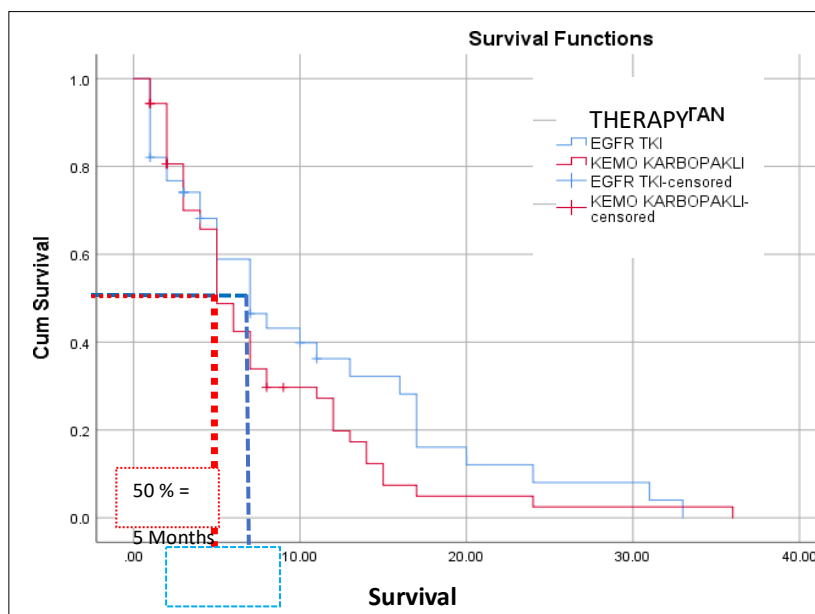 Survival Functions
THERAPYTAN
EGFR TKI
KEMO KARBOPAKLI
EGFR TKI-censored
KEMO KARBOPAKLI-
censored
Cum Survival
1.0
0.8
0.6
0.4
0.2
0.0
50 % =
5 Months
.00
10.00
20.00
30.00
40.00
Survival